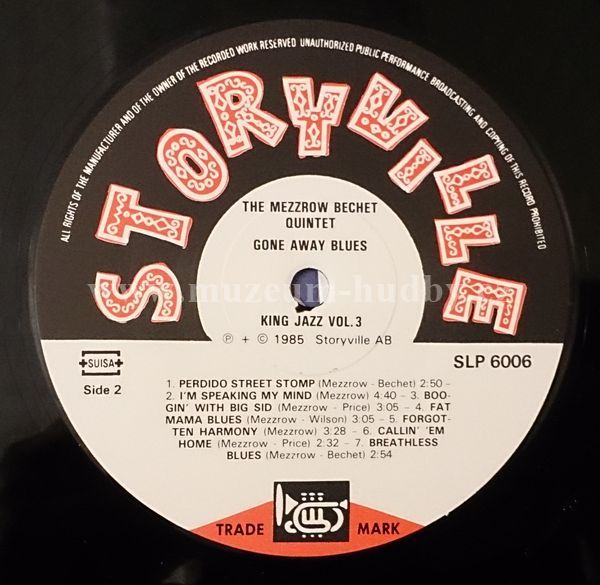 ALL RIGHTS OF THE MANUFACTURER AND OF THE OWNER OF THE RECORDED WORK RESERVED UNAUTHORIZED PUBLIC PERFORMANCE BROADCASTING AND COPYING OF THIS RECORD PROHIBITED
STORYVILLE
THE MEZZROW BECHET
QUINTET
GONE AWAY BLUES
www.muzeum-hudby.
KING JAZZ VOL.3
℗ + © 1985 Storyville AB
SUISA
SLP 6006
Side 2
1. PERDIDO STREET STOMP (Mezzrow - Bechet) 2:50 -
2. I'M SPEAKING MY MIND (Mezzrow) 4:40 - 3. BOO-
GIN' WITH BIG SID (Mezzrow - Price) 3:05 - 4. FAT
MAMA BLUES (Mezzrow - Wilson) 3:05 - 5. FORGOT-
TEN HARMONY (Mezzrow) 3:28 - 6. CALLIN' 'EM
HOME (Mezzrow - Price) 2:32 - 7. BREATHLESS
BLUES (Mezzrow - Bechet) 2:54
TRADE MARK